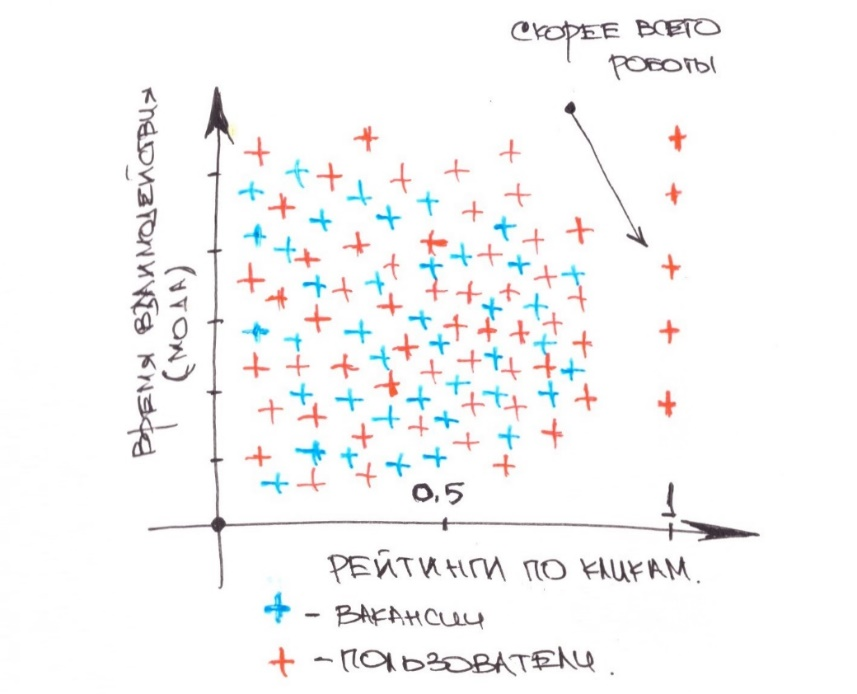 СКОРЕЕ ВСЕГО
РОБОТЫ
ВРЕМЯ ВЗАИМОДЕЙСТВИЯ
(МОДА)
0,5
1
РЕЙТИНГИ ПО КЛИКАМ.
+ - ВАКАНСИИ
+ - ПОЛЬЗОВАТЕЛИ.